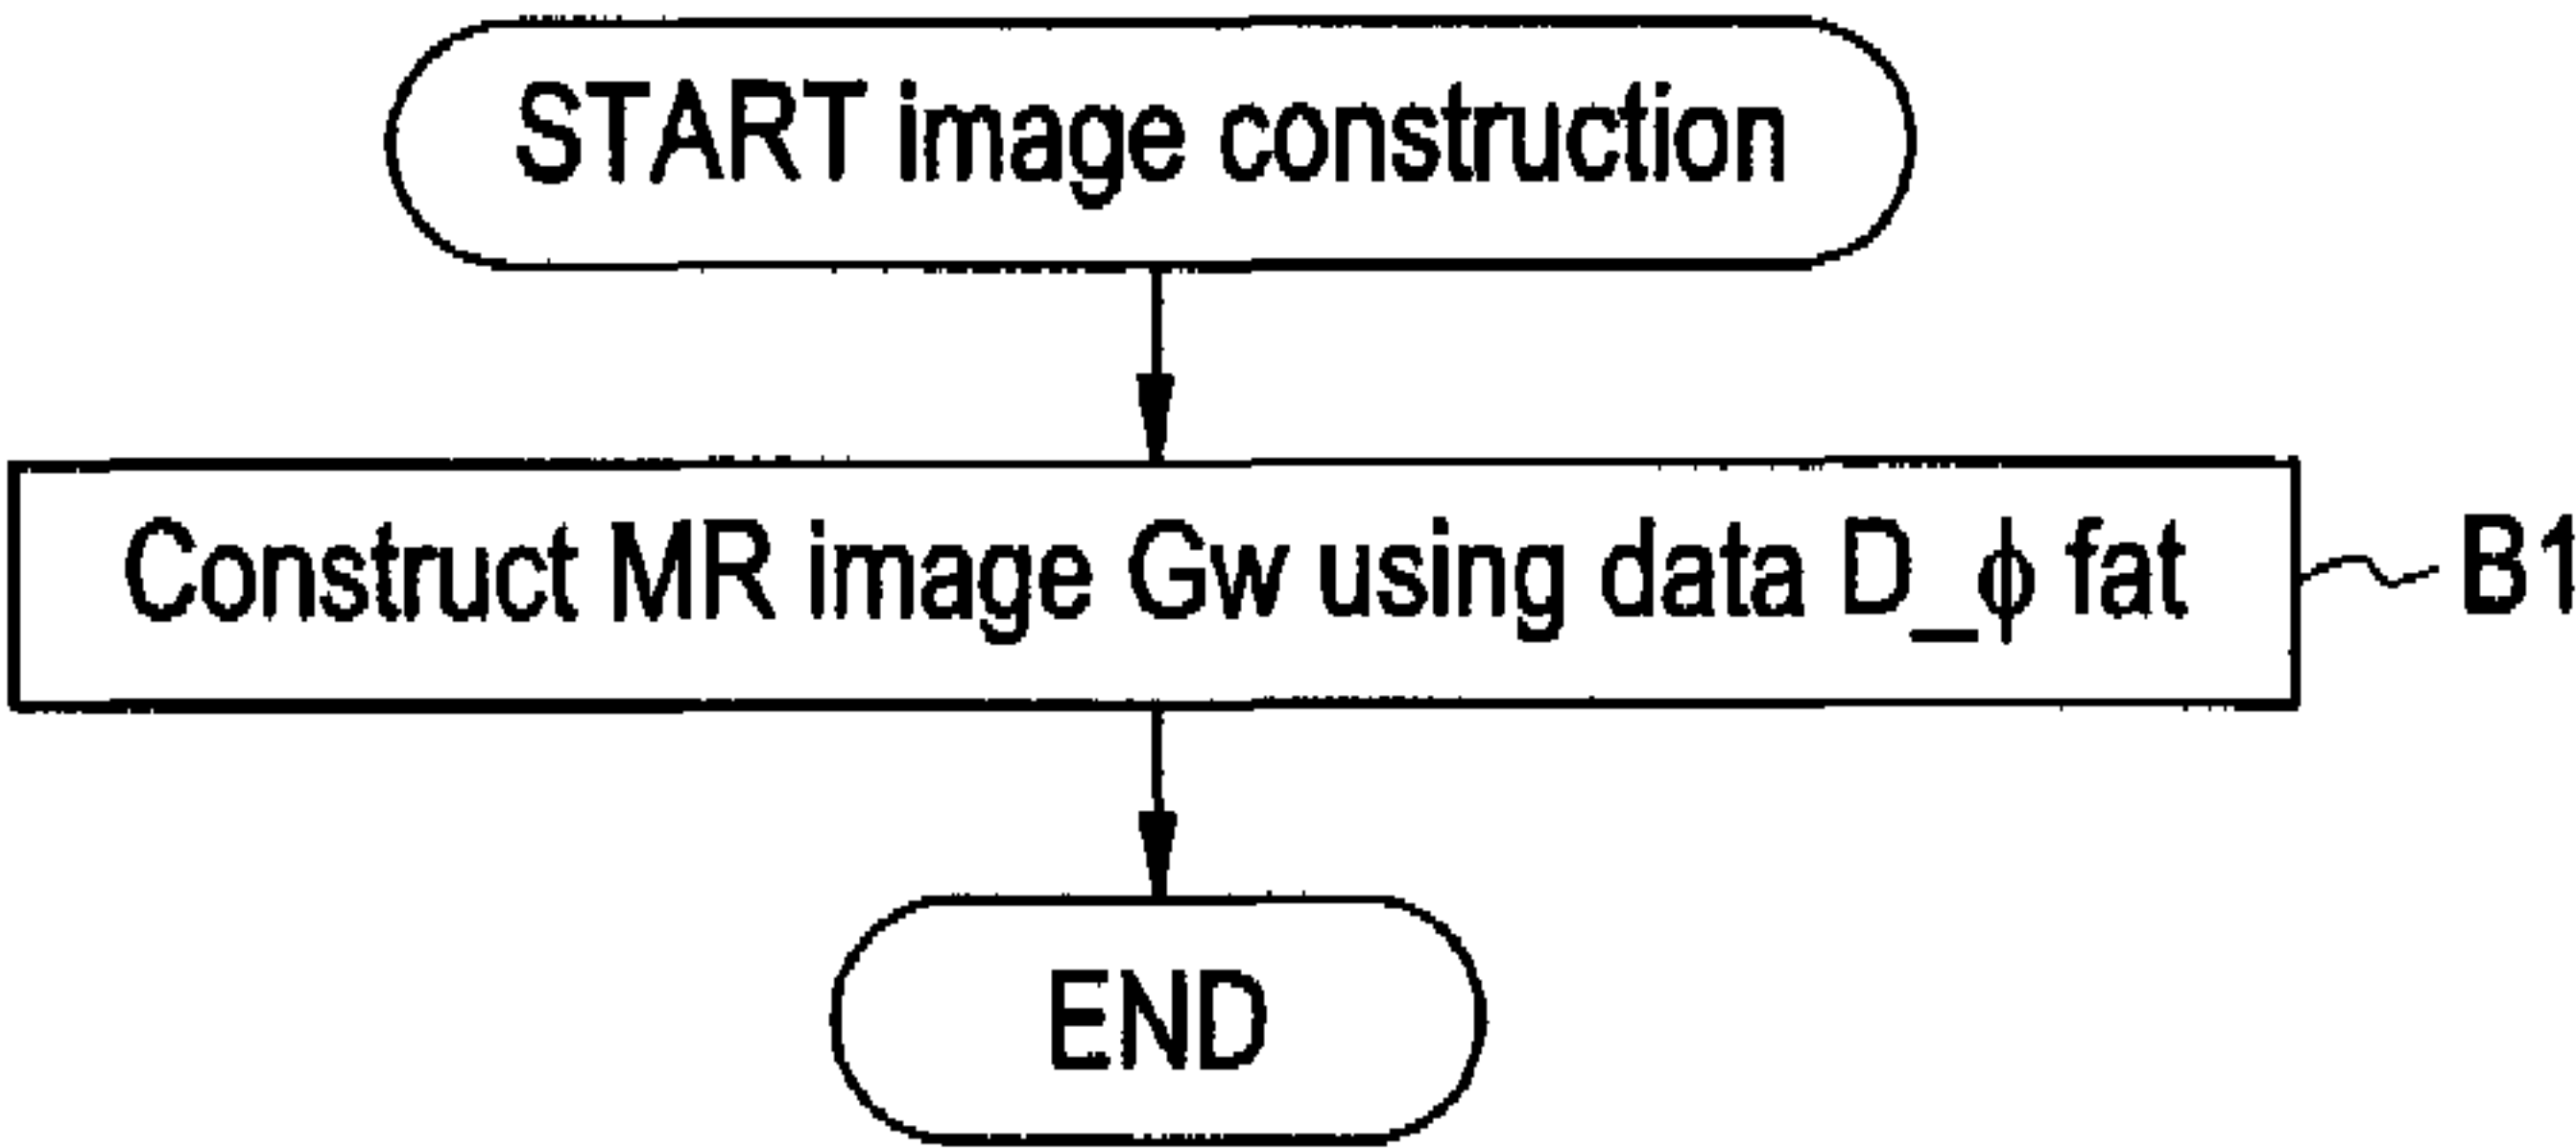 START image construction
Construct MR image Gw using data D_ϕ fat
B1
END